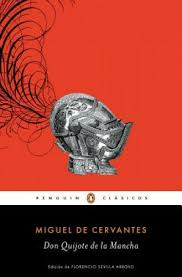 PENGUIN CLÁSICOS
MIGUEL DE CERVANTES
Don Quijote de la Mancha
Edición de FLORENCIO SEVILLA ARROYO